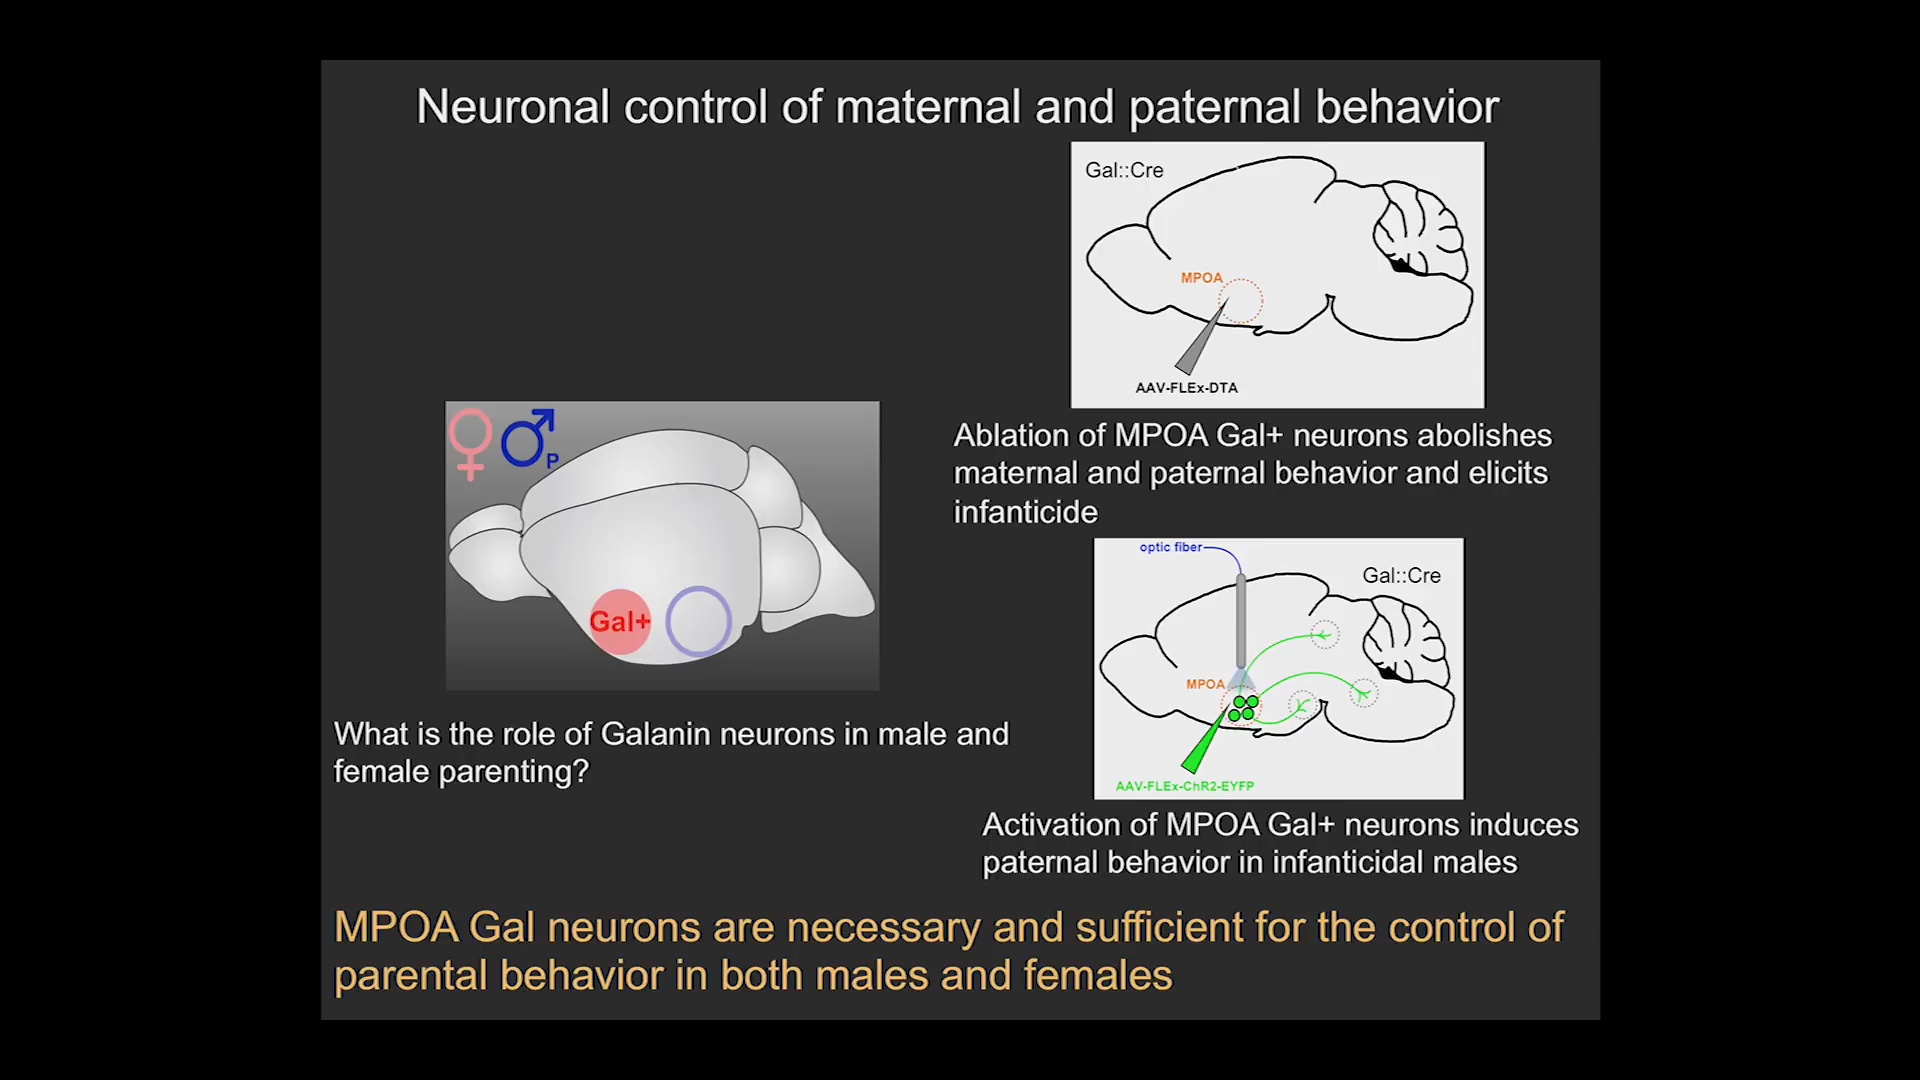 Neuronal control of maternal and paternal behavior
Gal::Cre
MPOA
AAV-FLEx-DTA
Ablation of MPOA Gal+ neurons abolishes
maternal and paternal behavior and elicits
infanticide
P
Gal+
What is the role of Galanin neurons in male and
female parenting?
optic fiber
Gal::Cre
MPOA
AAV-FLEx-ChR2-EYFP
Activation of MPOA Gal+ neurons induces
paternal behavior in infanticidal males
MPOA Gal neurons are necessary and sufficient for the control of
parental behavior in both males and females